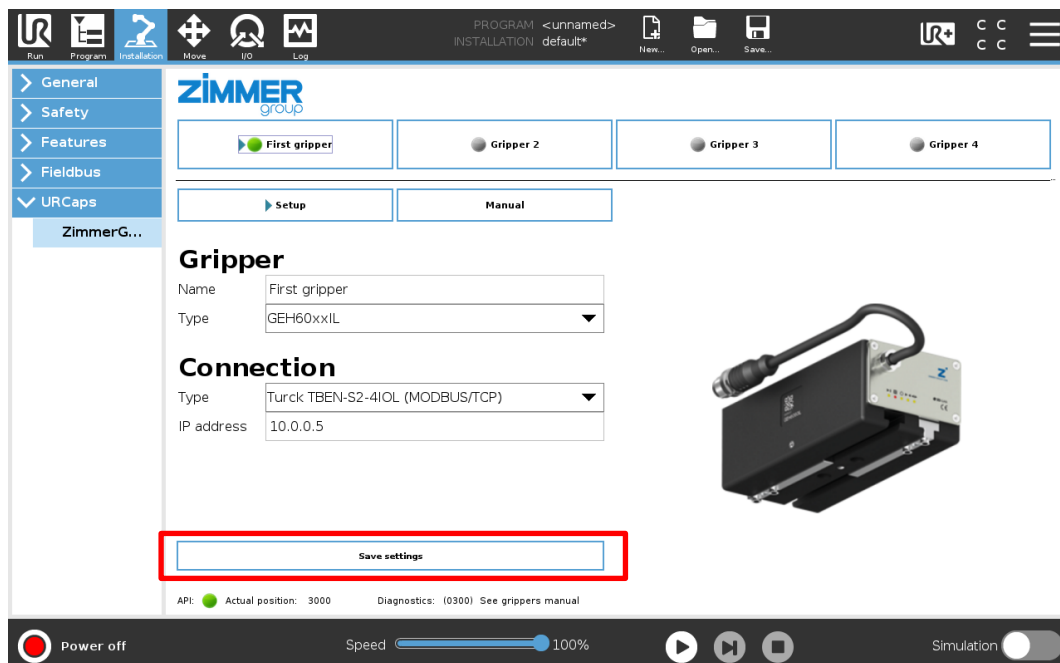 PROGRAM <unnamed>
INSTALLATION default*
Run Program Installation Move I/O Log New... Open... Save...
UR+ C C
C C
General
Safety
Features
Fieldbus
URCaps
ZimmerG...
ZIMMER
group
First gripper Gripper 2 Gripper 3 Gripper 4
Setup Manual
Gripper
Name First gripper
Type GEH60xxIL
Connection
Type Turck TBEN-S2-4IOL (MODBUS/TCP)
IP address 10.0.0.5
Save settings
API: Actual position: 3000 Diagnostics: (0300) See grippers manual
Power off Speed 100% Simulation